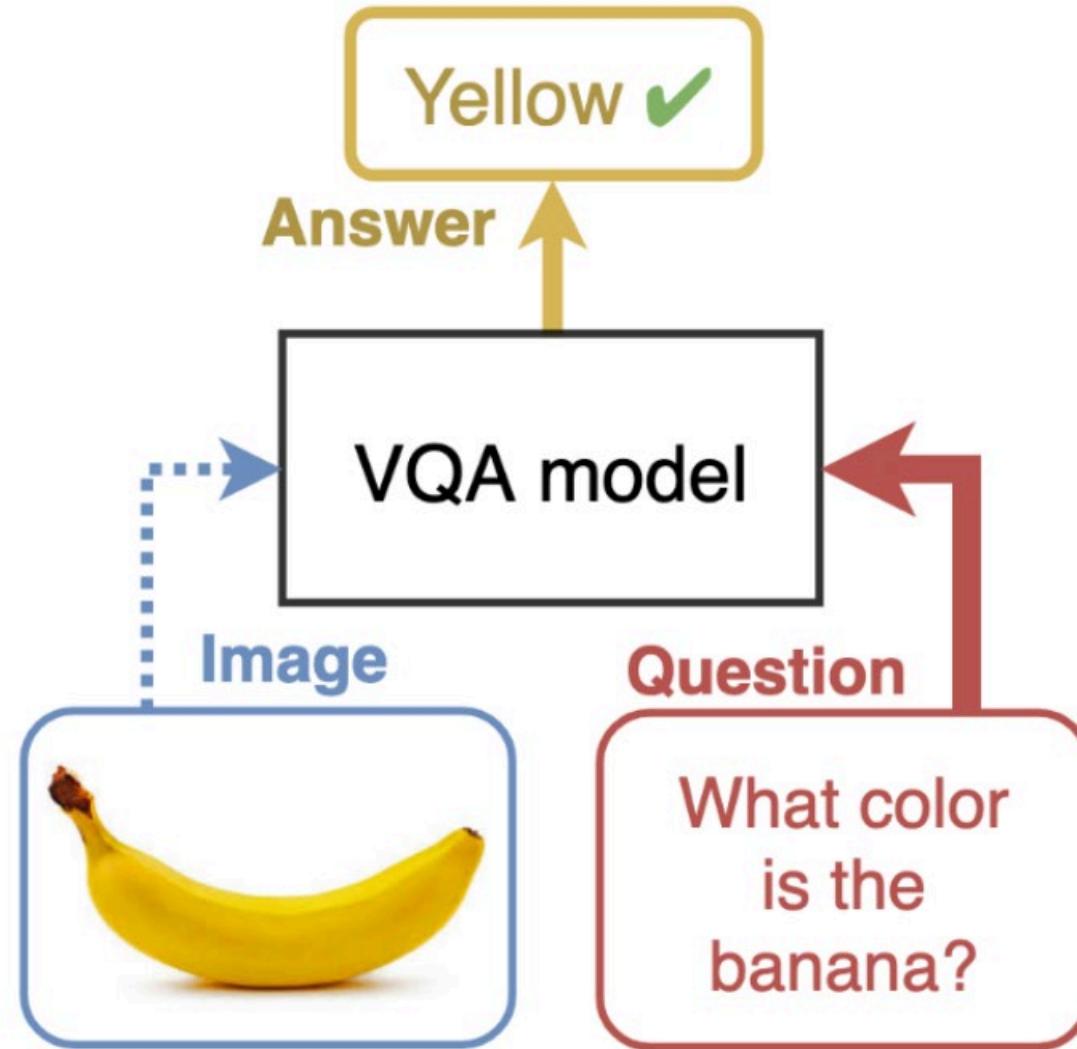 Yellow ✔
Answer
VQA model
Image
Question
What color
is the
banana?